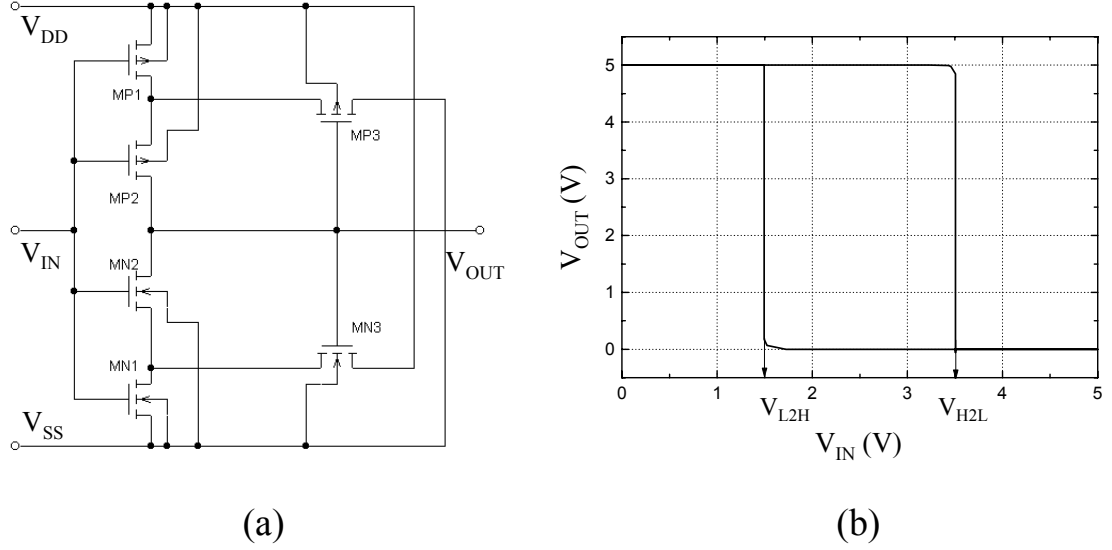 V_DD
MP1
MP2
V_IN
MN2
MN1
V_SS
MP3
V_OUT
MN3
(a)
V_OUT (V)
5
4
3
2
1
0
0 1 2 3 4 5
V_L2H V_H2L
V_IN (V)
(b)